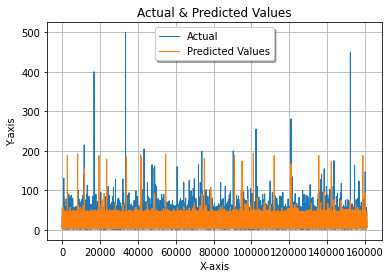 Actual & Predicted Values
Actual
Predicted Values
Y-axis
500
400
300
200
100
0
0 20000 40000 60000 80000 100000 120000 140000 160000
X-axis